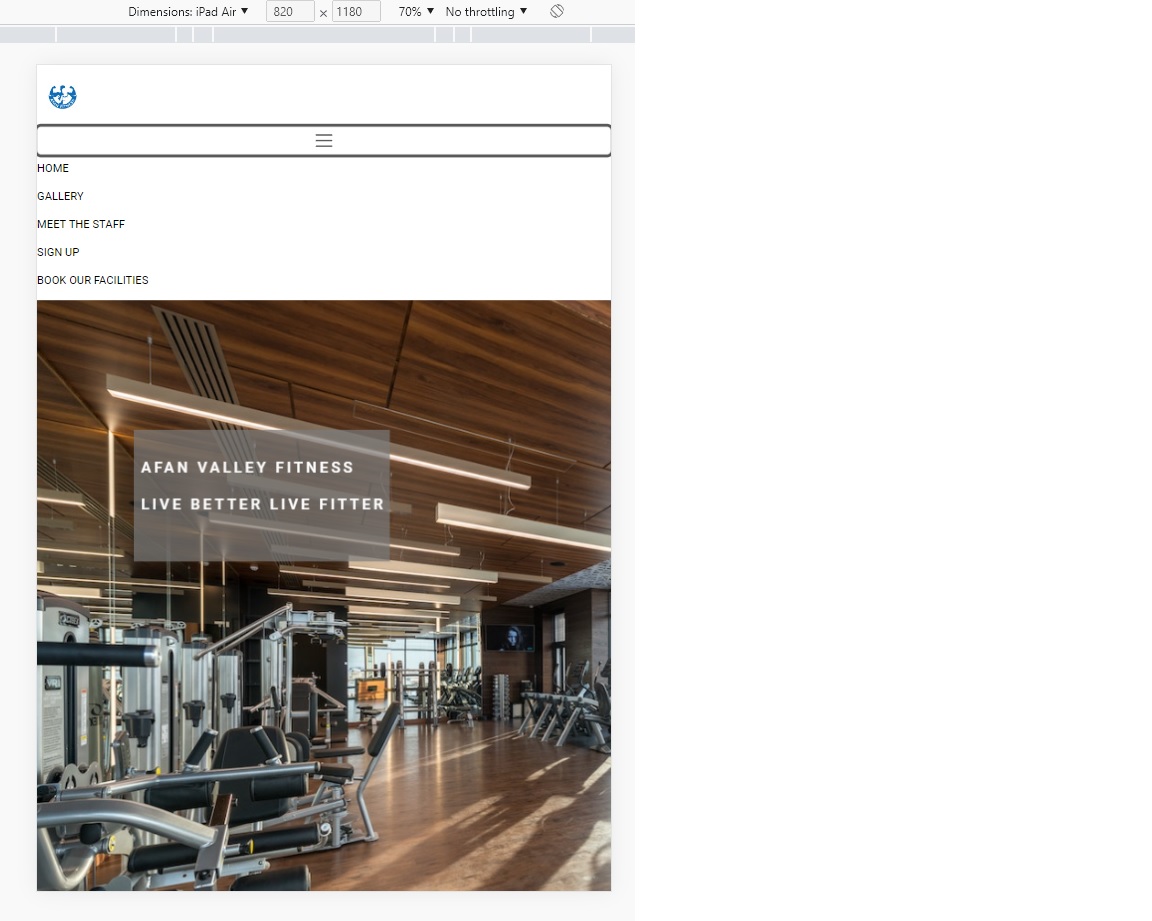 Dimensions: iPad Air ▼ 820 × 1180 70% ▼ No throttling ▼
HOME
GALLERY
MEET THE STAFF
SIGN UP
BOOK OUR FACILITIES
AFAN VALLEY FITNESS
LIVE BETTER LIVE FITTER